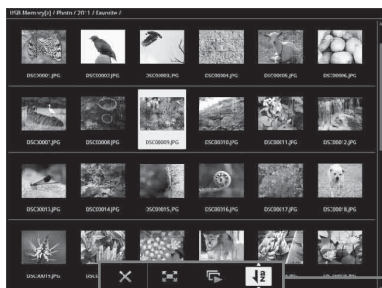 USB Memory[2] / Photo / 2011 / Favorite /
DSC00001.JPG DSC00002.JPG DSC00003.JPG DSC00004.JPG DSC00005.JPG DSC00006.JPG
DSC00007.JPG DSC00008.JPG DSC00009.JPG DSC00010.JPG DSC00011.JPG DSC00012.JPG
DSC00013.JPG DSC00014.JPG DSC00015.JPG DSC00016.JPG DSC00017.JPG DSC00018.JPG
DSC00019.JPG